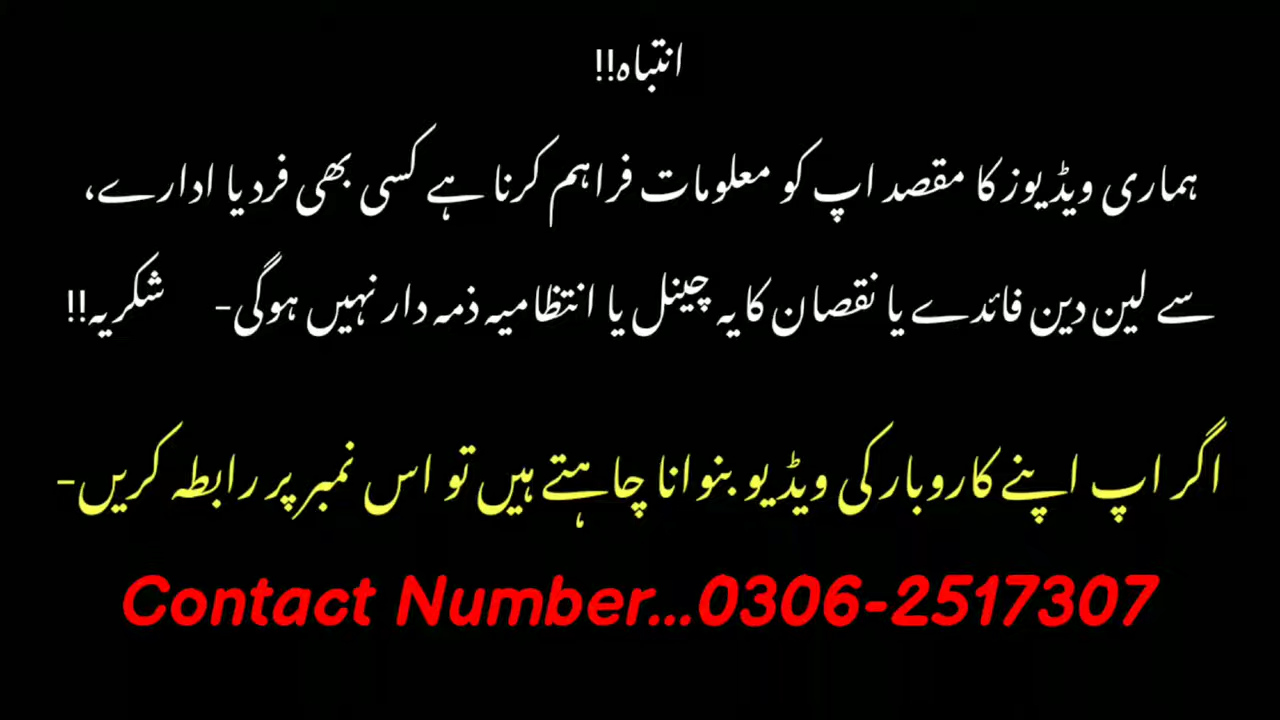 انتباہ!!
ہماری ویڈیوز کا مقصد اپ کو معلومات فراہم کرنا ہے کسی بھی فرد یا ادارے،
سے لین دین فائدے یا نقصان کا یہ چینل یا انتظامیہ ذمہ دار نہیں ہوگی- شکریہ!!
اگر اپ اپنے کاروبار کی ویڈیو بنوانا چاہتے ہیں تو اس نمبر پر رابطہ کریں-
Contact Number...0306-2517307